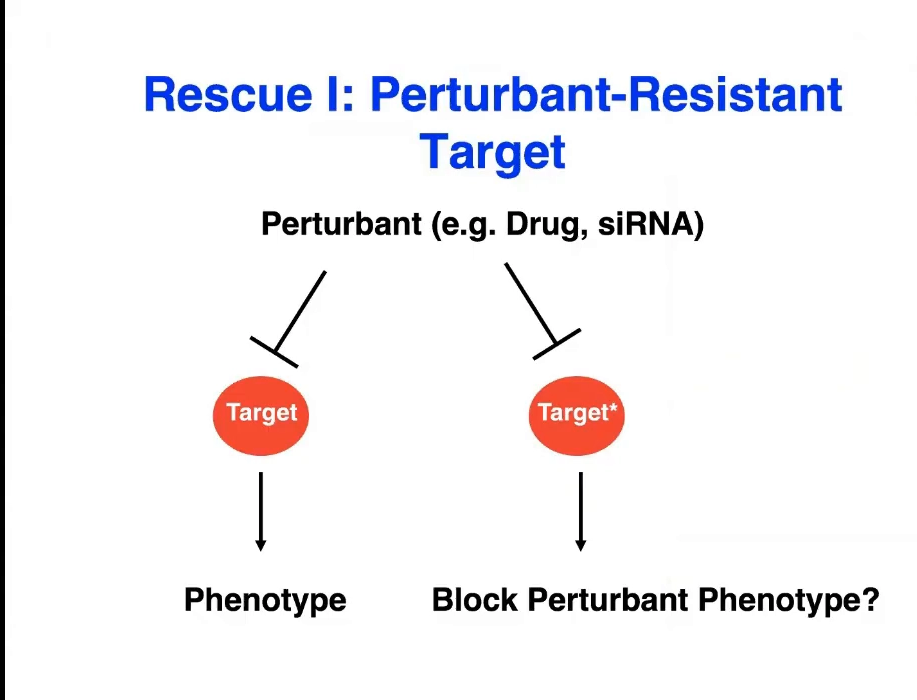 Rescue I: Perturbant-Resistant
Target
Perturbant (e.g. Drug, siRNA)
Target
Target*
Phenotype
Block Perturbant Phenotype?